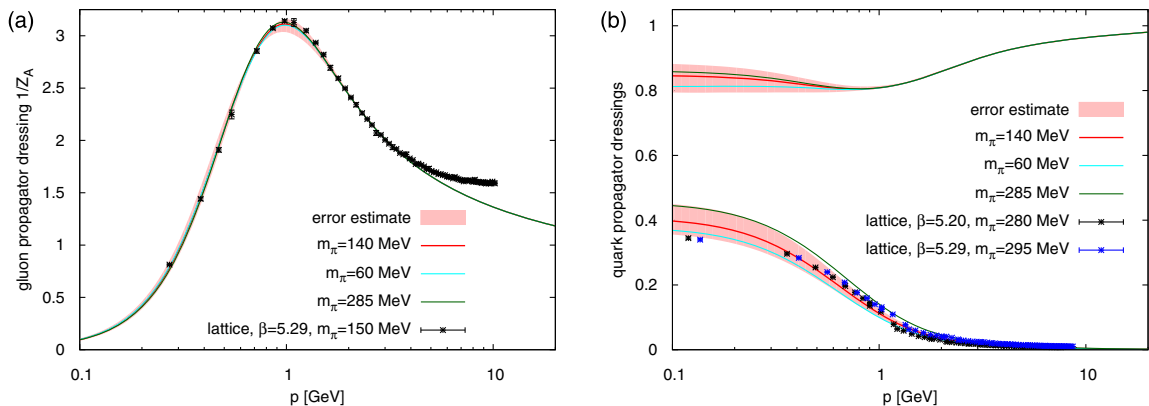 (a)
gluon propagator dressing 1/Z_A
3
2.5
2
1.5
1
0.5
0
0.1
1
10
p [GeV]
error estimate
m_π=140 MeV
m_π=60 MeV
m_π=285 MeV
lattice, β=5.29, m_π=150 MeV
(b)
quark propagator dressings
1
0.8
0.6
0.4
0.2
0
0.1
1
10
p [GeV]
error estimate
m_π=140 MeV
m_π=60 MeV
m_π=285 MeV
lattice, β=5.20, m_π=280 MeV
lattice, β=5.29, m_π=295 MeV